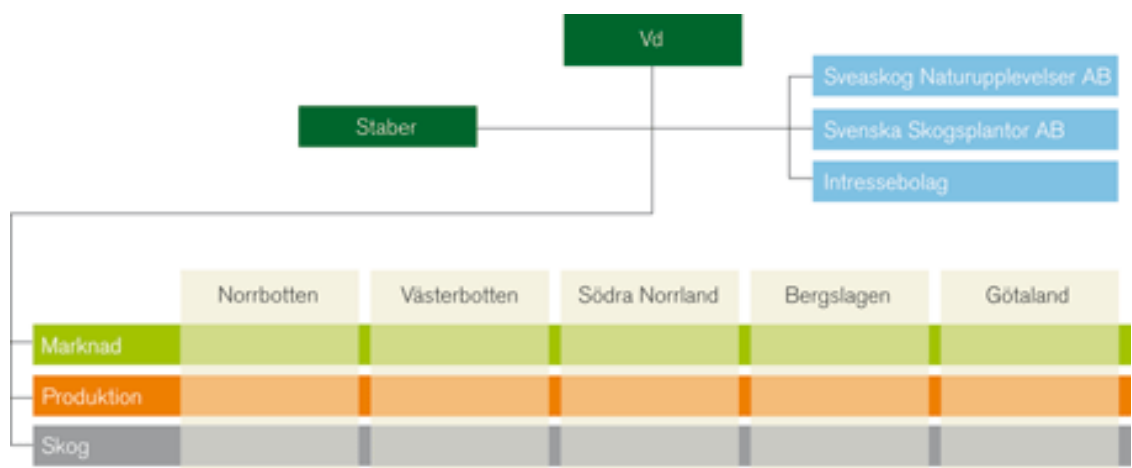 Vd
Sveaskog Naturupplevelser AB
Staber
Svenska Skogsplantor AB
Intressebolag
Norrbotten
Västerbotten
Södra Norrland
Bergslagen
Götaland
Marknad
Produktion
Skog